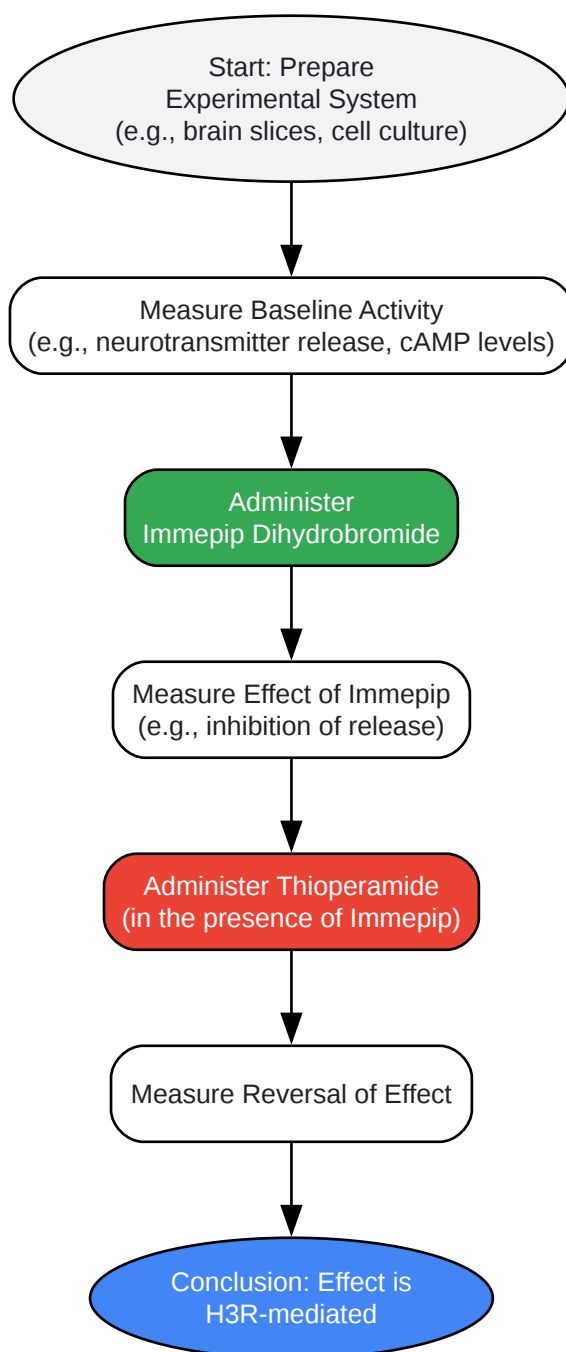 Start: Prepare
Experimental System
(e.g., brain slices, cell culture)
Measure Baseline Activity
(e.g., neurotransmitter release, cAMP levels)
Administer
Immepip Dihydrobromide
Measure Effect of Immepip
(e.g., inhibition of release)
Administer Thioperamide
(in the presence of Immepip)
Measure Reversal of Effect
Conclusion: Effect is
H3R-mediated